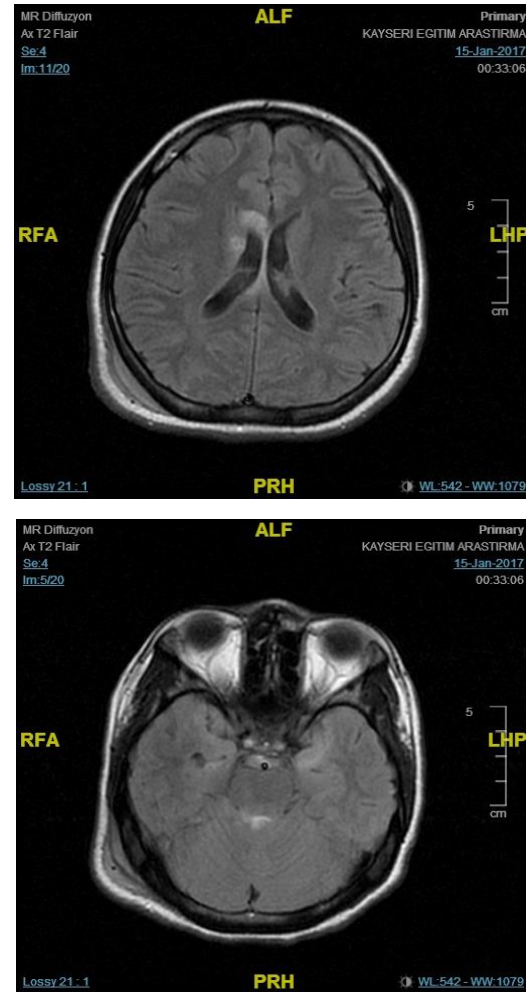 MR Diffuzyon
Ax T2 Flair
Se:4
Im:11/20
ALF
Primary
KAYSERI EGITIM ARASTIRMA
15-Jan-2017
00:33:06
RFA
5
LHP
cm
Lossy 21 : 1
PRH
WL:542 - WW:1079
MR Diffuzyon
Ax T2 Flair
Se:4
Im:5/20
ALF
Primary
KAYSERI EGITIM ARASTIRMA
15-Jan-2017
00:33:06
RFA
5
LHP
cm
Lossy 21 : 1
PRH
WL:542 - WW:1079